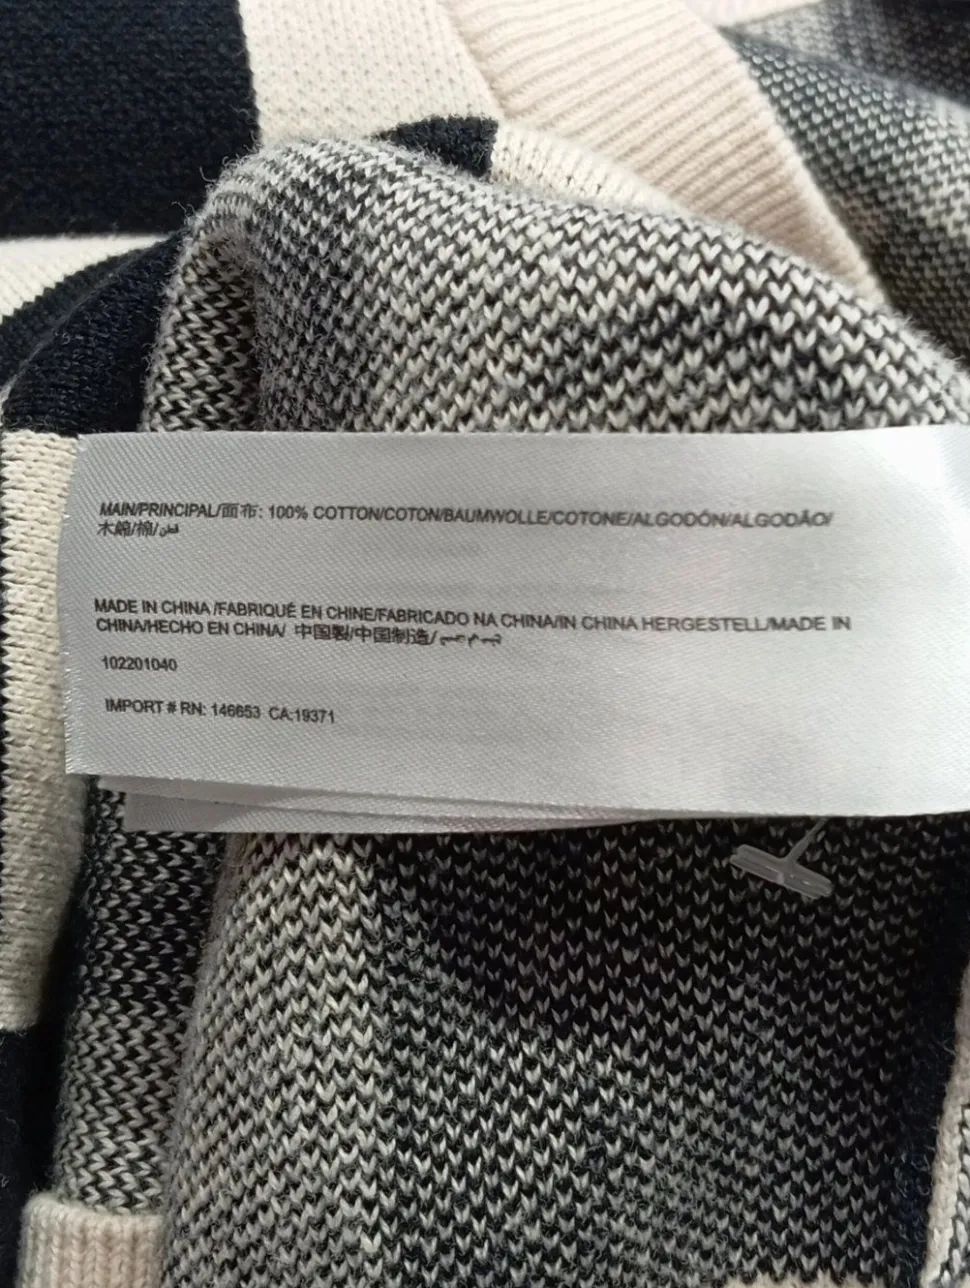 MAIN/PRINCIPAL/面布: 100% COTTON/COTON/BAUMWOLLE/COTONE/ALGODÓN/ALGODÃO/
木綿/棉/قطن
MADE IN CHINA /FABRIQUÉ EN CHINE/FABRICADO NA CHINA/IN CHINA HERGESTELL/MADE IN
CHINA/HECHO EN CHINA/ 中国製/中国制造/
102201040
IMPORT # RN: 146653 CA:19371